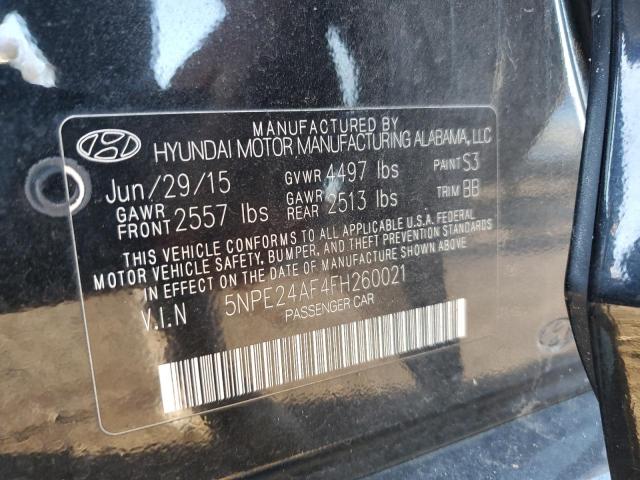 MANUFACTURED BY
HYUNDAI MOTOR MANUFACTURING ALABAMA, LLC
Jun/29/15 GVWR 4497 lbs PAINT S3
GAWR FRONT 2557 lbs GAWR REAR 2513 lbs TRIM BB
THIS VEHICLE CONFORMS TO ALL APPLICABLE U.S.A. FEDERAL
MOTOR VEHICLE SAFETY, BUMPER, AND THEFT PREVENTION STANDARDS
IN EFFECT ON THE DATE OF MANUFACTURE SHOWN ABOVE.
V.I.N 5NPE24AF4FH260021
PASSENGER CAR